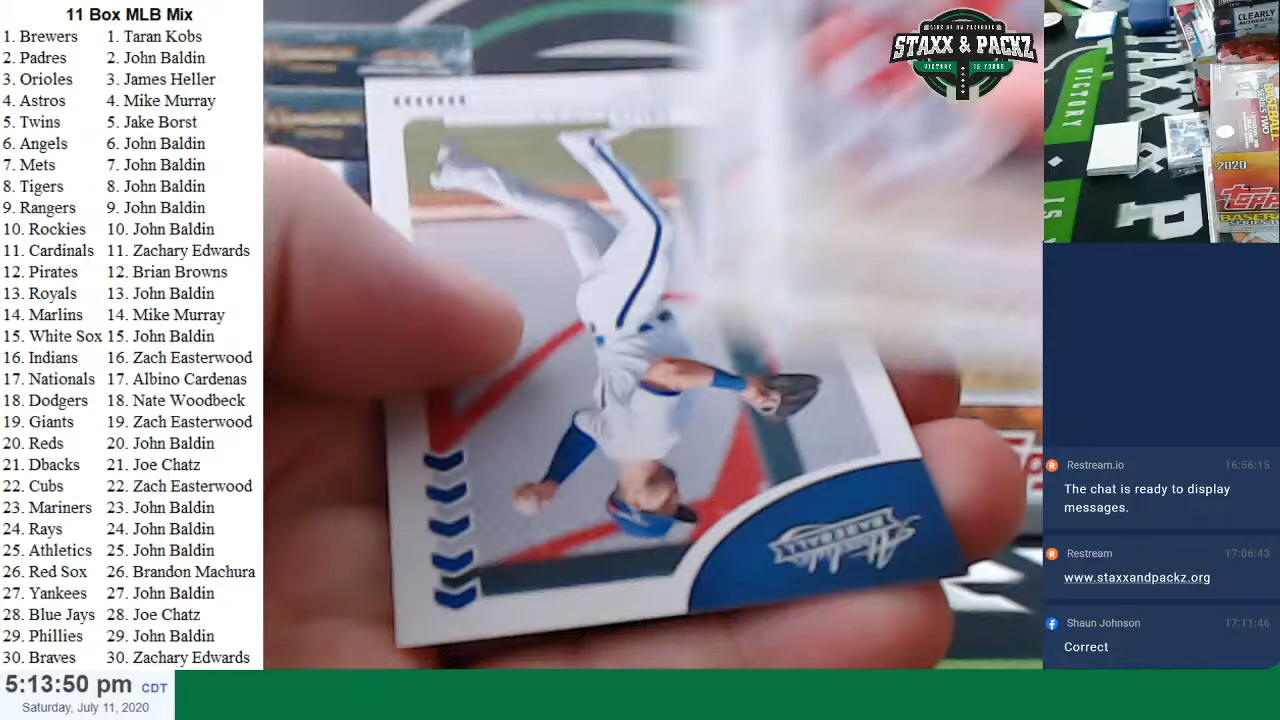 11 Box MLB Mix
1. Brewers 1. Taran Kobs
2. Padres 2. John Baldin
3. Orioles 3. James Heller
4. Astros 4. Mike Murray
5. Twins 5. Jake Borst
6. Angels 6. John Baldin
7. Mets 7. John Baldin
8. Tigers 8. John Baldin
9. Rangers 9. John Baldin
10. Rockies 10. John Baldin
11. Cardinals 11. Zachary Edwards
12. Pirates 12. Brian Browns
13. Royals 13. John Baldin
14. Marlins 14. Mike Murray
15. White Sox 15. John Baldin
16. Indians 16. Zach Easterwood
17. Nationals 17. Albino Cardenas
18. Dodgers 18. Nate Woodbeck
19. Giants 19. Zach Easterwood
20. Reds 20. John Baldin
21. Dbacks 21. Joe Chatz
22. Cubs 22. Zach Easterwood
23. Mariners 23. John Baldin
24. Rays 24. John Baldin
25. Athletics 25. John Baldin
26. Red Sox 26. Brandon Machura
27. Yankees 27. John Baldin
28. Blue Jays 28. Joe Chatz
29. Phillies 29. John Baldin
30. Braves 30. Zachary Edwards
5:13:50 pm CDT
Saturday, July 11, 2020
Absolute
BASEBALL
STAXX & PACKZ
VICTORY IS YOURS
CLEARLY
AUTHENTIC
VICTORY
2020
topps
BASEBALL
Restream.io 16:56:15
The chat is ready to display
messages.
Restream 17:06:43
www.staxxandpackz.org
Shaun Johnson 17:11:46
Correct